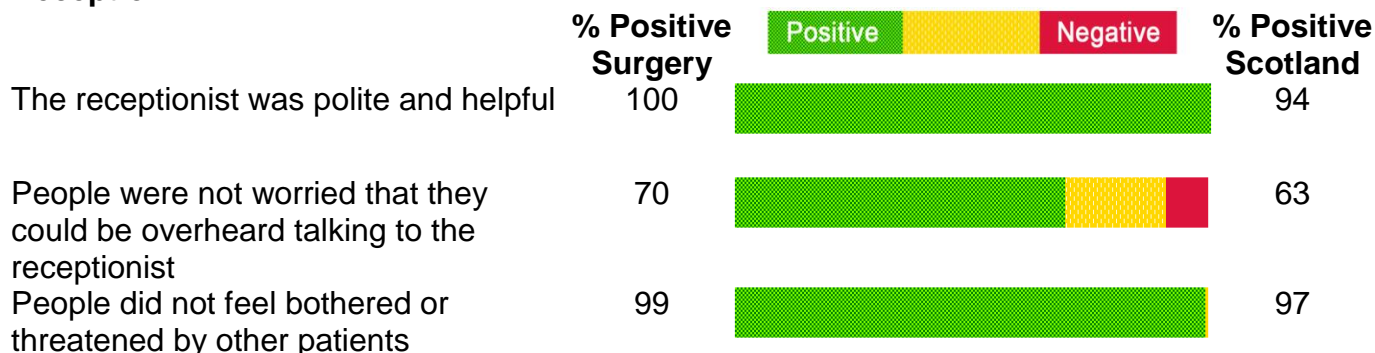 % Positive Surgery
Positive Negative
% Positive Scotland
The receptionist was polite and helpful 100 94
People were not worried that they 70 63
could be overheard talking to the
receptionist
People did not feel bothered or 99 97
threatened by other patients